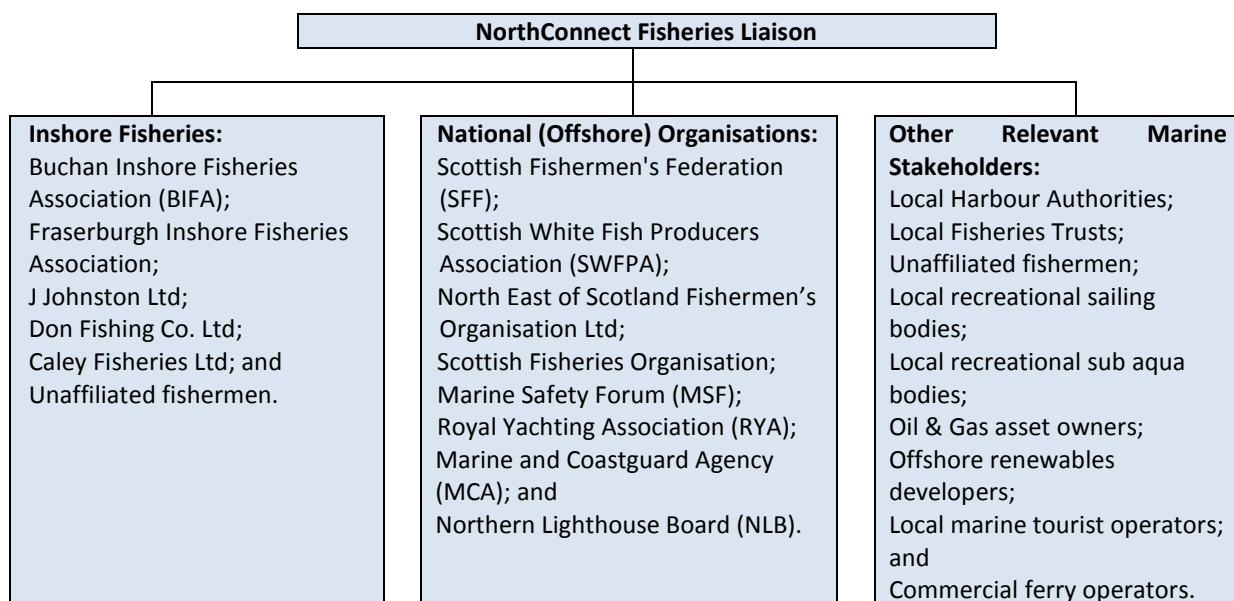 NorthConnect Fisheries Liaison
Inshore Fisheries:
Buchan Inshore Fisheries
Association (BIFA);
Fraserburgh Inshore Fisheries
Association;
J Johnston Ltd;
Don Fishing Co. Ltd;
Caley Fisheries Ltd; and
Unaffiliated fishermen.
National (Offshore) Organisations:
Scottish Fishermen's Federation
(SFF);
Scottish White Fish Producers
Association (SWFPA);
North East of Scotland Fishermen’s
Organisation Ltd;
Scottish Fisheries Organisation;
Marine Safety Forum (MSF);
Royal Yachting Association (RYA);
Marine and Coastguard Agency
(MCA); and
Northern Lighthouse Board (NLB).
Other Relevant Marine
Stakeholders:
Local Harbour Authorities;
Local Fisheries Trusts;
Unaffiliated fishermen;
Local recreational sailing
bodies;
Local recreational sub aqua
bodies;
Oil & Gas asset owners;
Offshore renewables
developers;
Local marine tourist operators;
and
Commercial ferry operators.